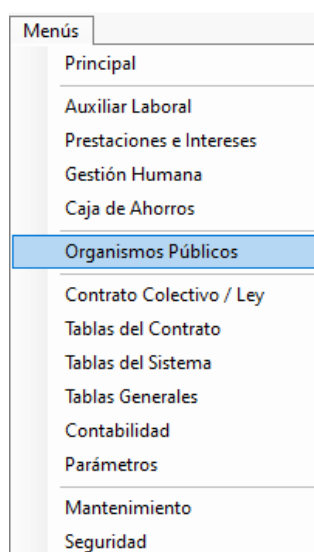 Menús
Principal
Auxiliar Laboral
Prestaciones e Intereses
Gestión Humana
Caja de Ahorros
Organismos Públicos
Contrato Colectivo / Ley
Tablas del Contrato
Tablas del Sistema
Tablas Generales
Contabilidad
Parámetros
Mantenimiento
Seguridad